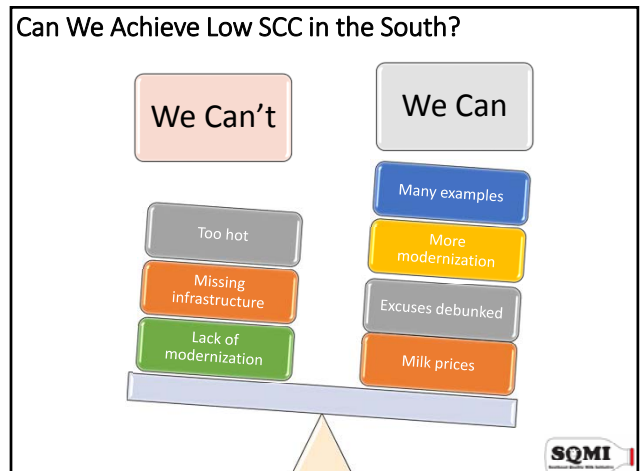 Can We Achieve Low SCC in the South?
We Can't
We Can
Too hot
Missing
infrastructure
Lack of
modernization
Many examples
More
modernization
Excuses debunked
Milk prices
SQMI